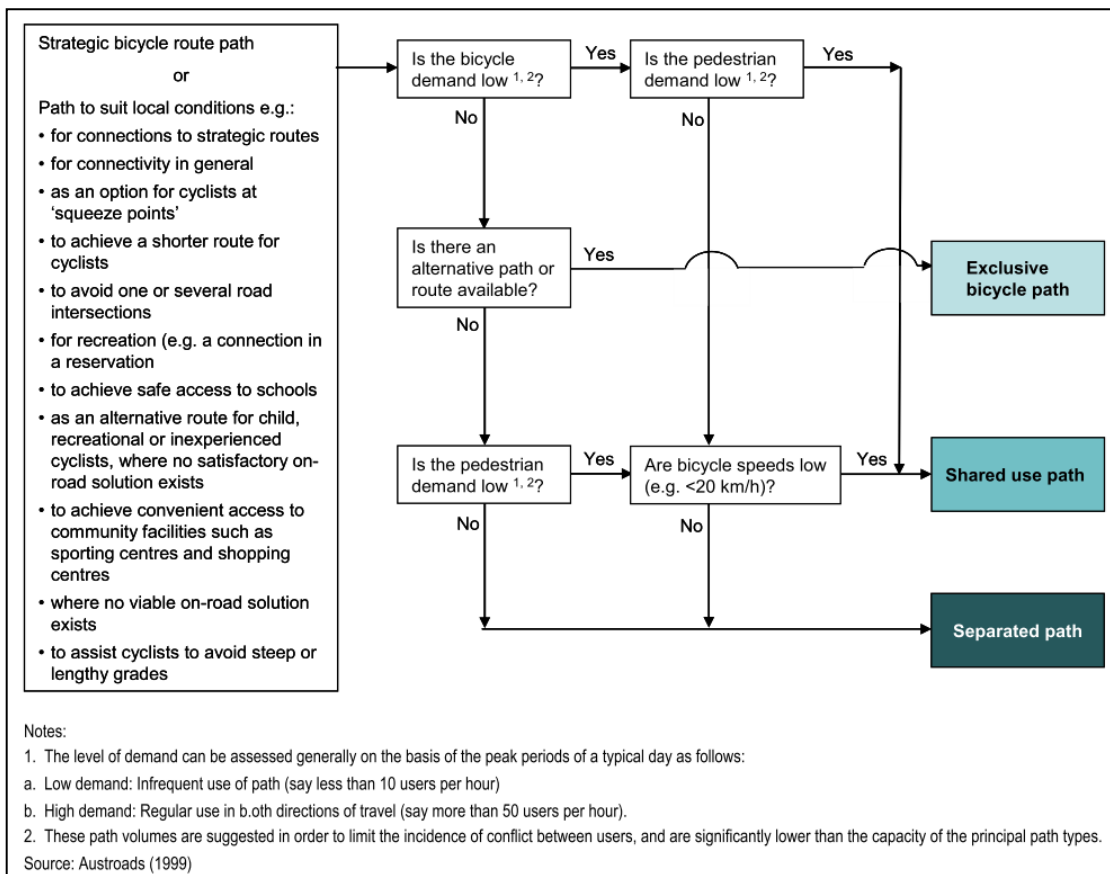 Strategic bicycle route path
or
Path to suit local conditions e.g.:
• for connections to strategic routes
• for connectivity in general
• as an option for cyclists at
‘squeeze points’
• to achieve a shorter route for
cyclists
• to avoid one or several road
intersections
• for recreation (e.g. a connection in
a reservation
• to achieve safe access to schools
• as an alternative route for child,
recreational or inexperienced
cyclists, where no satisfactory on-
road solution exists
• to achieve convenient access to
community facilities such as
sporting centres and shopping
centres
• where no viable on-road solution
exists
• to assist cyclists to avoid steep or
lengthy grades
Is the bicycle
demand low 1, 2?
Yes
Is the pedestrian
demand low 1, 2?
Yes
No
No
Is there an
alternative path or
route available?
Yes
Exclusive
bicycle path
No
Is the pedestrian
demand low 1, 2?
Yes
Are bicycle speeds low
(e.g. <20 km/h)?
Yes
Shared use path
No
No
Separated path
Notes:
1. The level of demand can be assessed generally on the basis of the peak periods of a typical day as follows:
a. Low demand: Infrequent use of path (say less than 10 users per hour)
b. High demand: Regular use in b.oth directions of travel (say more than 50 users per hour).
2. These path volumes are suggested in order to limit the incidence of conflict between users, and are significantly lower than the capacity of the principal path types.
Source: Austroads (1999)